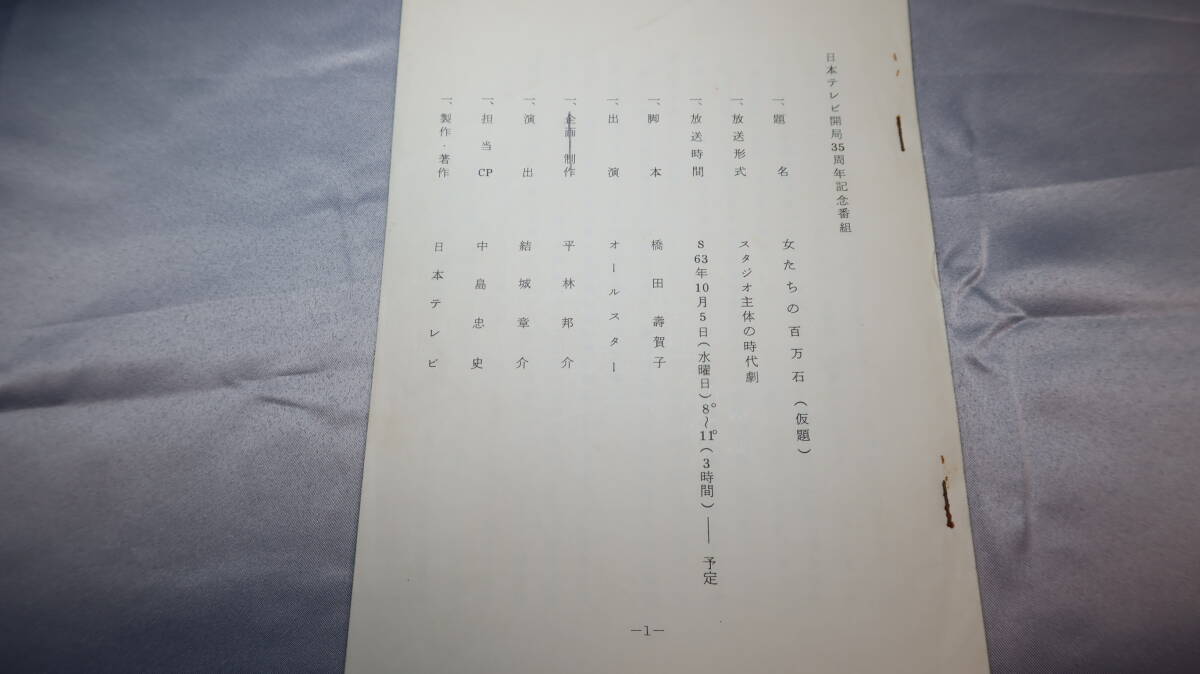 日本テレビ開局35周年記念番組
一、題名 女たちの百万石(仮題)
一、放送形式 スタジオ主体の時代劇
一、放送時間 S63年10月5日(水曜日)8°〜11°(3時間)── 予定
一、脚本 橋田壽賀子
一、出演 オールスター
一、企画制作 平林邦介
一、演出 結城章介
一、担当CP 中島忠史
一、製作・著作 日本テレビ
―1―